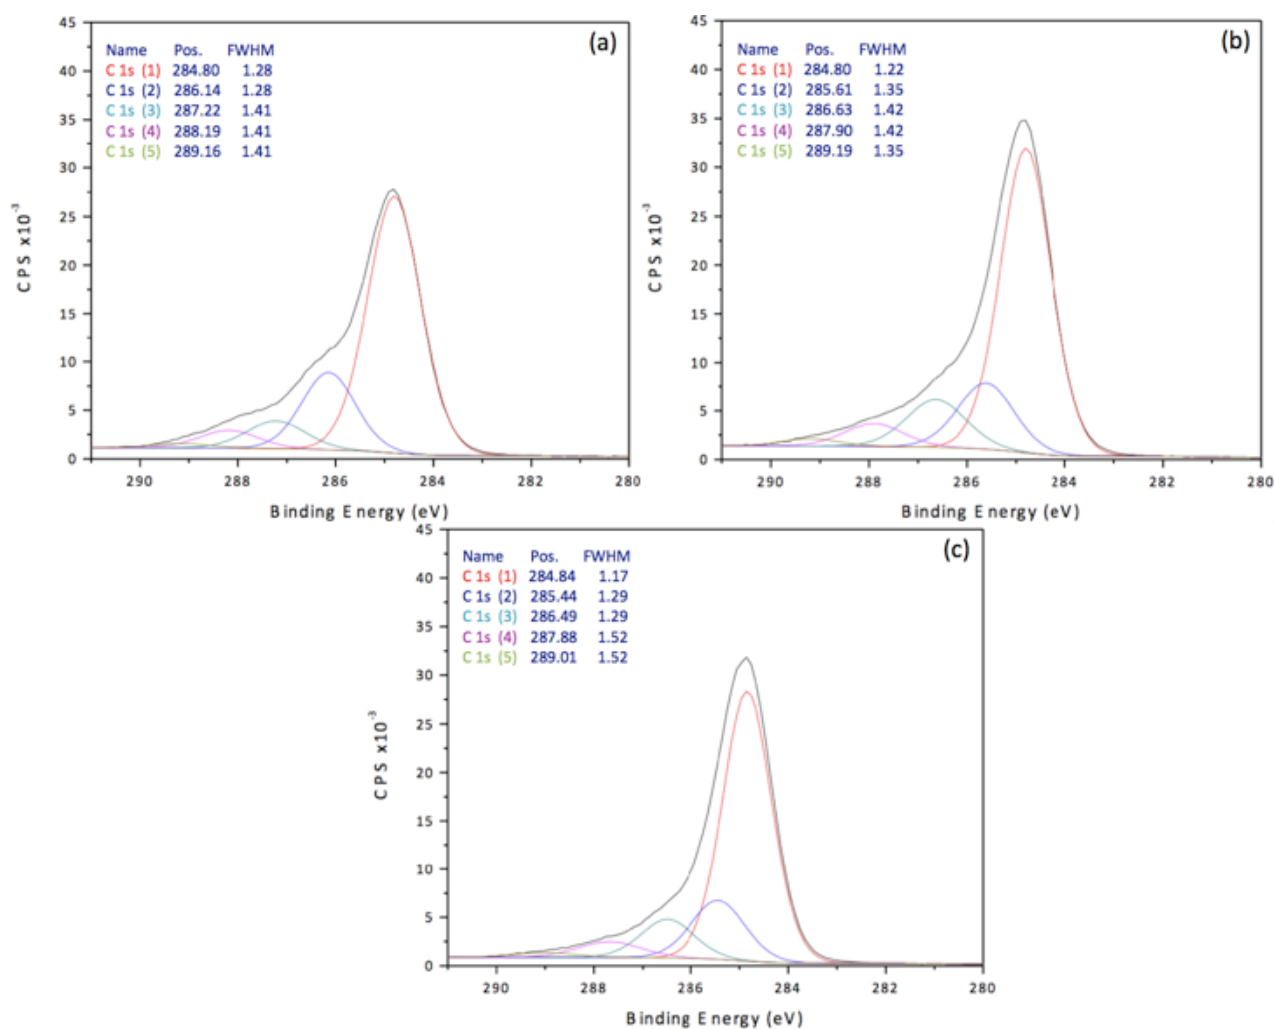 (a)
Name Pos. FWHM
C 1s (1) 284.80 1.28
C 1s (2) 286.14 1.28
C 1s (3) 287.22 1.41
C 1s (4) 288.19 1.41
C 1s (5) 289.16 1.41
45
40
35
30
25
20
15
10
5
0
CPS x10⁻³
290 288 286 284 282 280
Binding Energy (eV)
(b)
Name Pos. FWHM
C 1s (1) 284.80 1.22
C 1s (2) 285.61 1.35
C 1s (3) 286.63 1.42
C 1s (4) 287.90 1.42
C 1s (5) 289.19 1.35
45
40
35
30
25
20
15
10
5
0
CPS x10⁻³
290 288 286 284 282 280
Binding Energy (eV)
(c)
Name Pos. FWHM
C 1s (1) 284.84 1.17
C 1s (2) 285.44 1.29
C 1s (3) 286.49 1.29
C 1s (4) 287.88 1.52
C 1s (5) 289.01 1.52
45
40
35
30
25
20
15
10
5
0
CPS x10⁻³
290 288 286 284 282 280
Binding Energy (eV)